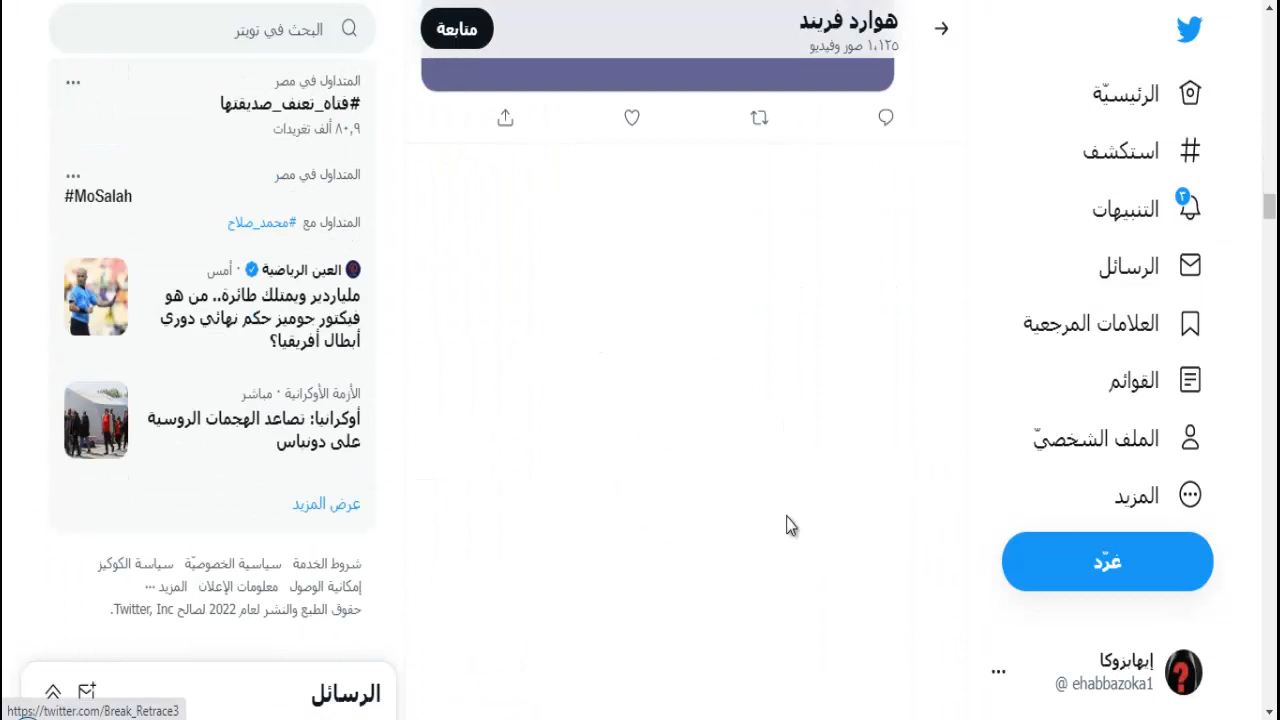 الرئيسيّة
استكشف
٣
التنبيهات
الرسائل
العلامات المرجعية
القوائم
الملف الشخصيّ
المزيد
غرّد
إيهابزوكا
@ ehabbazoka1
هوارد فريند
١،١٢٥ صور وفيديو
متابعة
البحث في تويتر
المتداول في مصر
#فتاه_تعنف_صديقتها
٨٠,٩ ألف تغريدات
المتداول في مصر
#MoSalah
المتداول مع #محمد_صلاح
العين الرياضية · أمس
ملياردير ويمتلك طائرة.. من هو
فيكتور جوميز حكم نهائي دوري
أبطال أفريقيا؟
الأزمة الأوكرانية · مباشر
أوكرانيا: تصاعد الهجمات الروسية
على دونباس
عرض المزيد
شروط الخدمة سياسية الخصوصيّة سياسة الكوكيز
إمكانية الوصول معلومات الإعلان المزيد ···
حقوق الطبع والنشر لعام 2022 لصالح Twitter, Inc.
الرسائل
https://twitter.com/Break_Retrace3